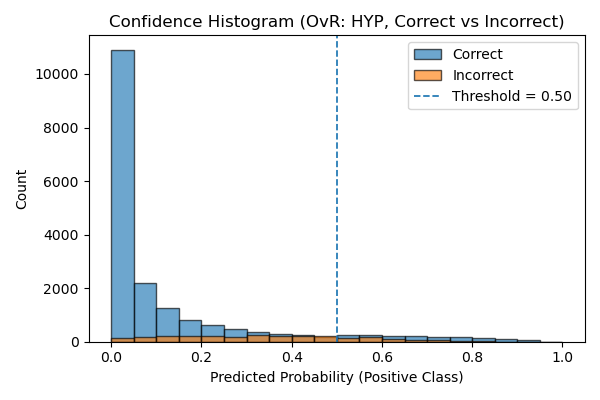 Confidence Histogram (OvR: HYP, Correct vs Incorrect)
Correct
Incorrect
Threshold = 0.50
Count
10000
8000
6000
4000
2000
0
0.0 0.2 0.4 0.6 0.8 1.0
Predicted Probability (Positive Class)